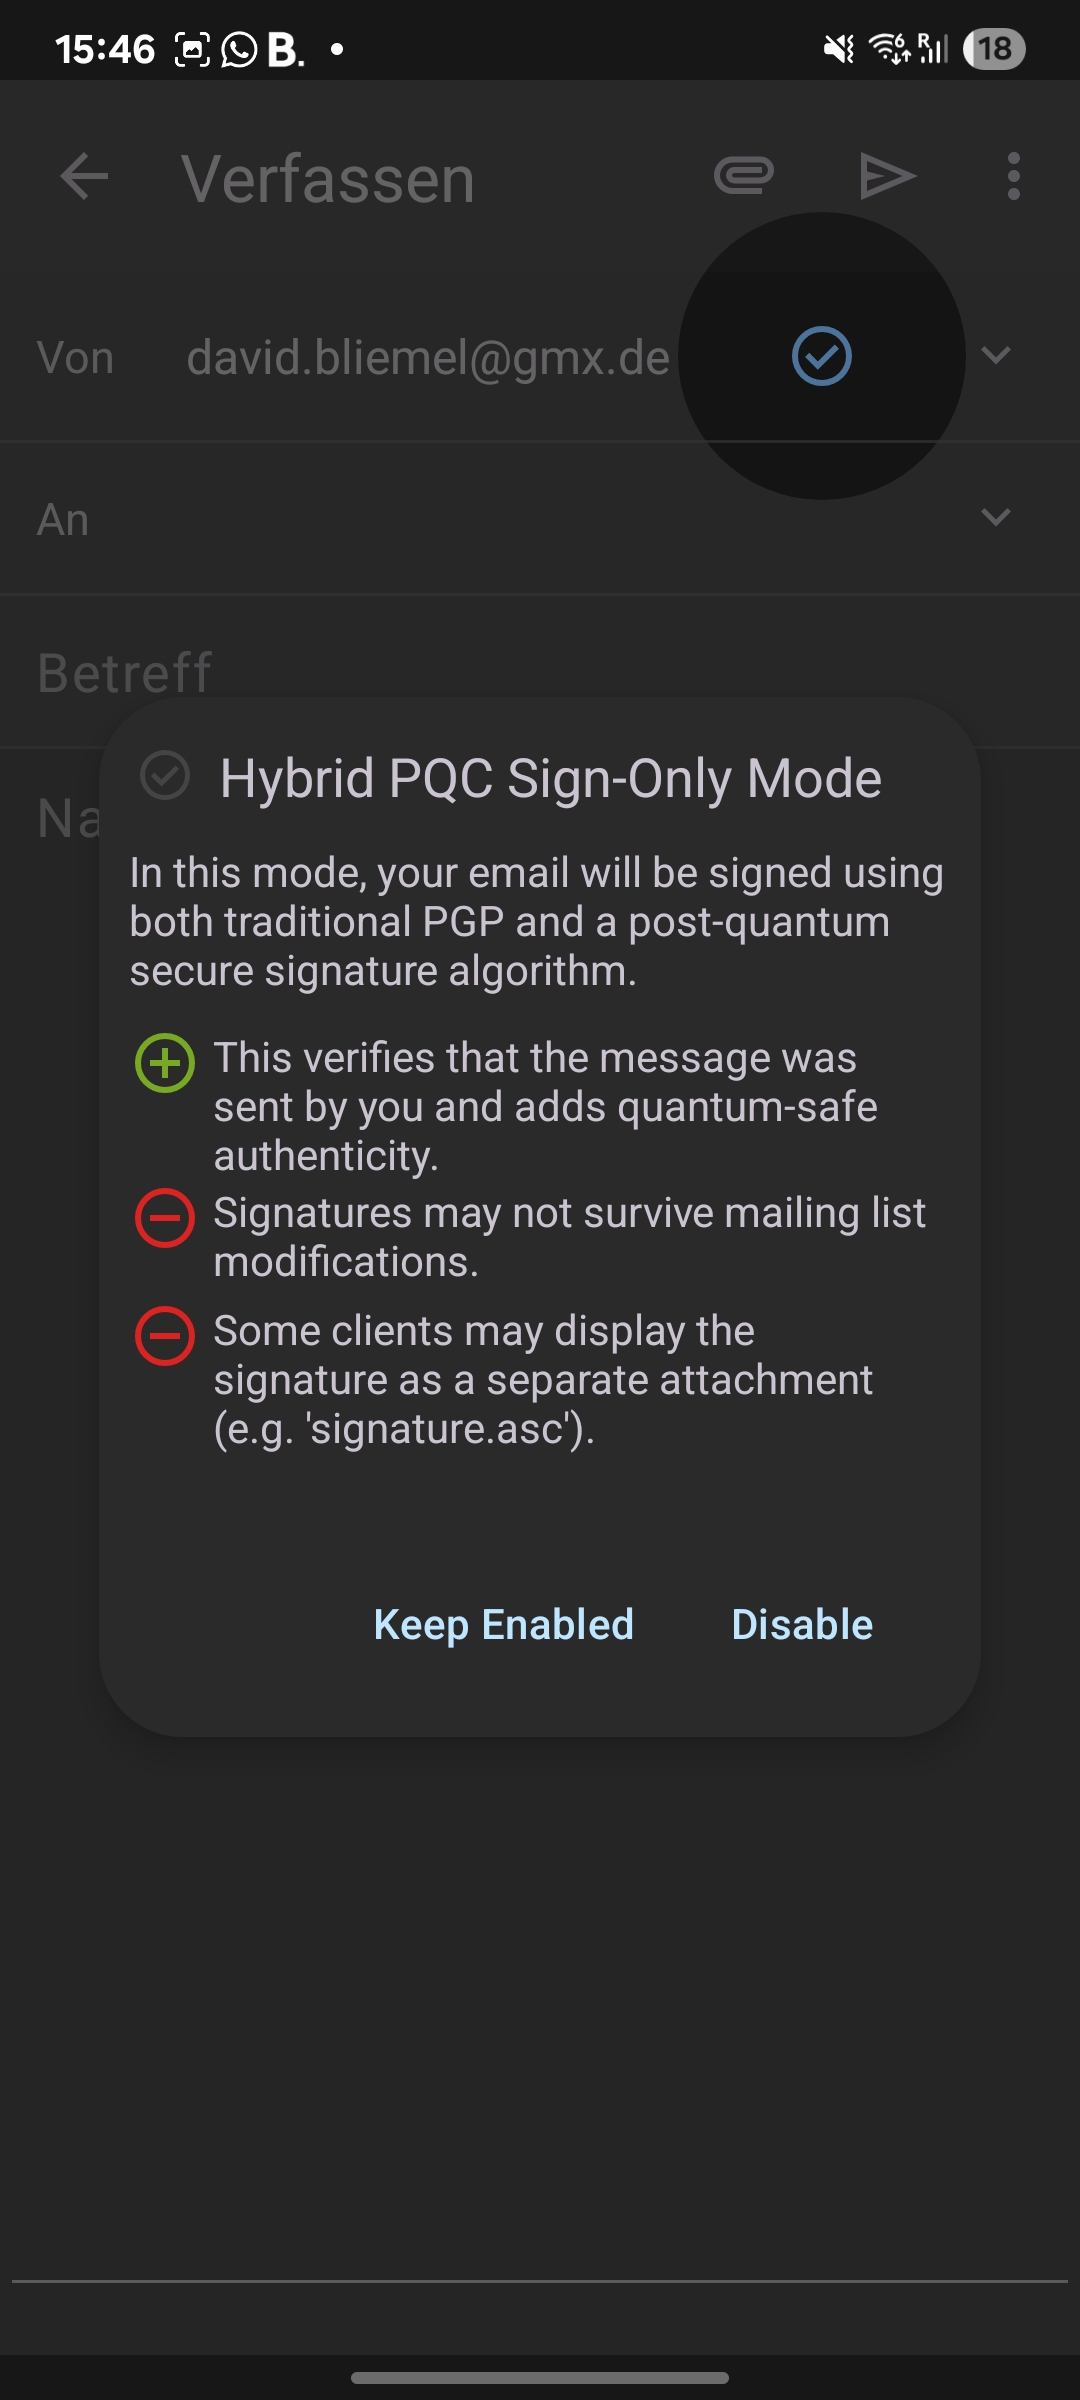 15:46 B. 6 R 18
Verfassen
Von david.bliemel@gmx.de
An
Betreff
Na
Hybrid PQC Sign-Only Mode
In this mode, your email will be signed using
both traditional PGP and a post-quantum
secure signature algorithm.
This verifies that the message was
sent by you and adds quantum-safe
authenticity.
Signatures may not survive mailing list
modifications.
Some clients may display the
signature as a separate attachment
(e.g. 'signature.asc').
Keep Enabled Disable